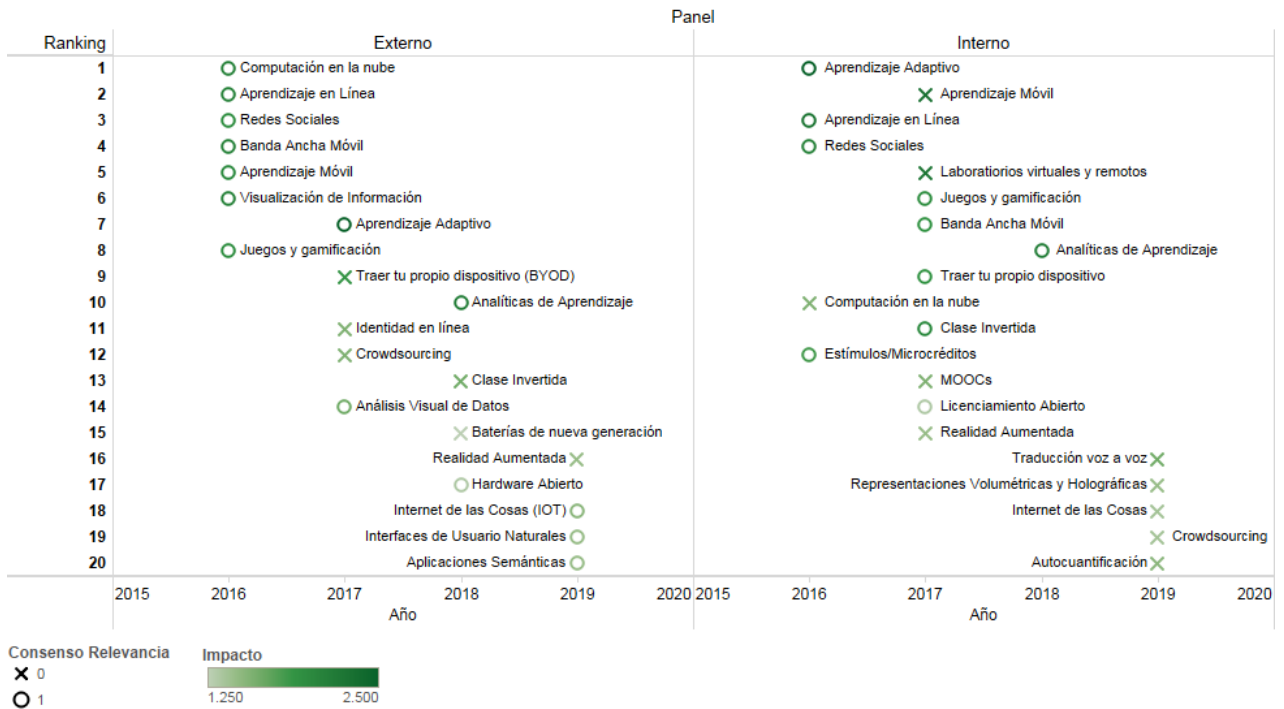 Panel
Ranking Externo Interno
1 Computación en la nube Aprendizaje Adaptivo
2 Aprendizaje en Línea Aprendizaje Móvil
3 Redes Sociales Aprendizaje en Línea
4 Banda Ancha Móvil Redes Sociales
5 Aprendizaje Móvil Laboratiorios virtuales y remotos
6 Visualización de Información Juegos y gamificación
7 Aprendizaje Adaptivo Banda Ancha Móvil
8 Juegos y gamificación Analíticas de Aprendizaje
9 Traer tu propio dispositivo (BYOD) Traer tu propio dispositivo
10 Analíticas de Aprendizaje Computación en la nube
11 Identidad en línea Clase Invertida
12 Crowdsourcing Estímulos/Microcréditos
13 Clase Invertida MOOCs
14 Análisis Visual de Datos Licenciamiento Abierto
15 Baterías de nueva generación Realidad Aumentada
16 Realidad Aumentada Traducción voz a voz
17 Hardware Abierto Representaciones Volumétricas y Holográficas
18 Internet de las Cosas (IOT) Internet de las Cosas
19 Interfaces de Usuario Naturales Crowdsourcing
20 Aplicaciones Semánticas Autocuantificación
2015 2016 2017 2018 2019 2020 2015 2016 2017 2018 2019 2020
Año Año
Consenso Relevancia Impacto
0
1 1.250 2.500